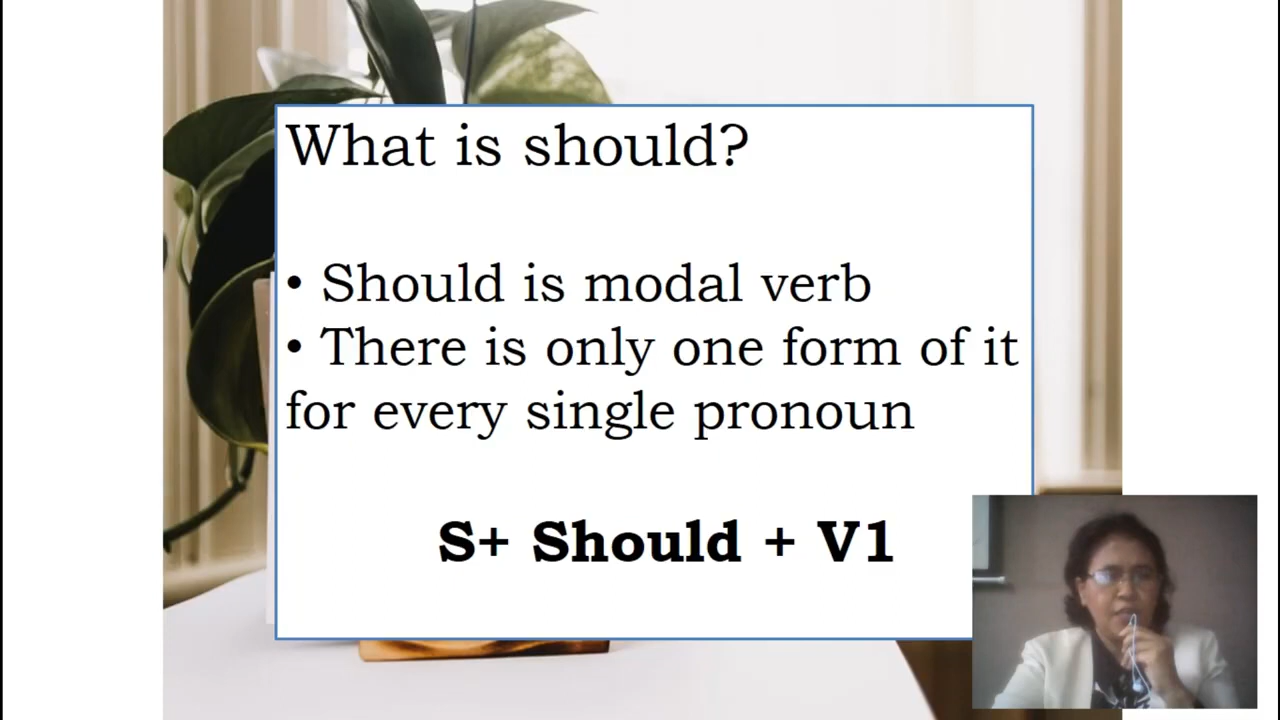 What is should?
• Should is modal verb
• There is only one form of it
for every single pronoun
S+ Should + V1